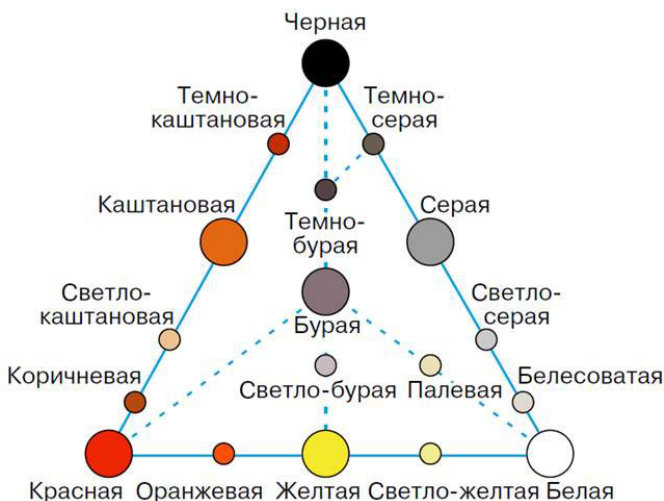 Черная
Темно-
каштановая
Темно-
серая
Каштановая
Темно-
бурая
Серая
Светло-
каштановая
Бурая
Светло-
серая
Коричневая
Светло-бурая
Палевая
Белесоватая
Красная
Оранжевая
Желтая
Светло-желтая
Белая